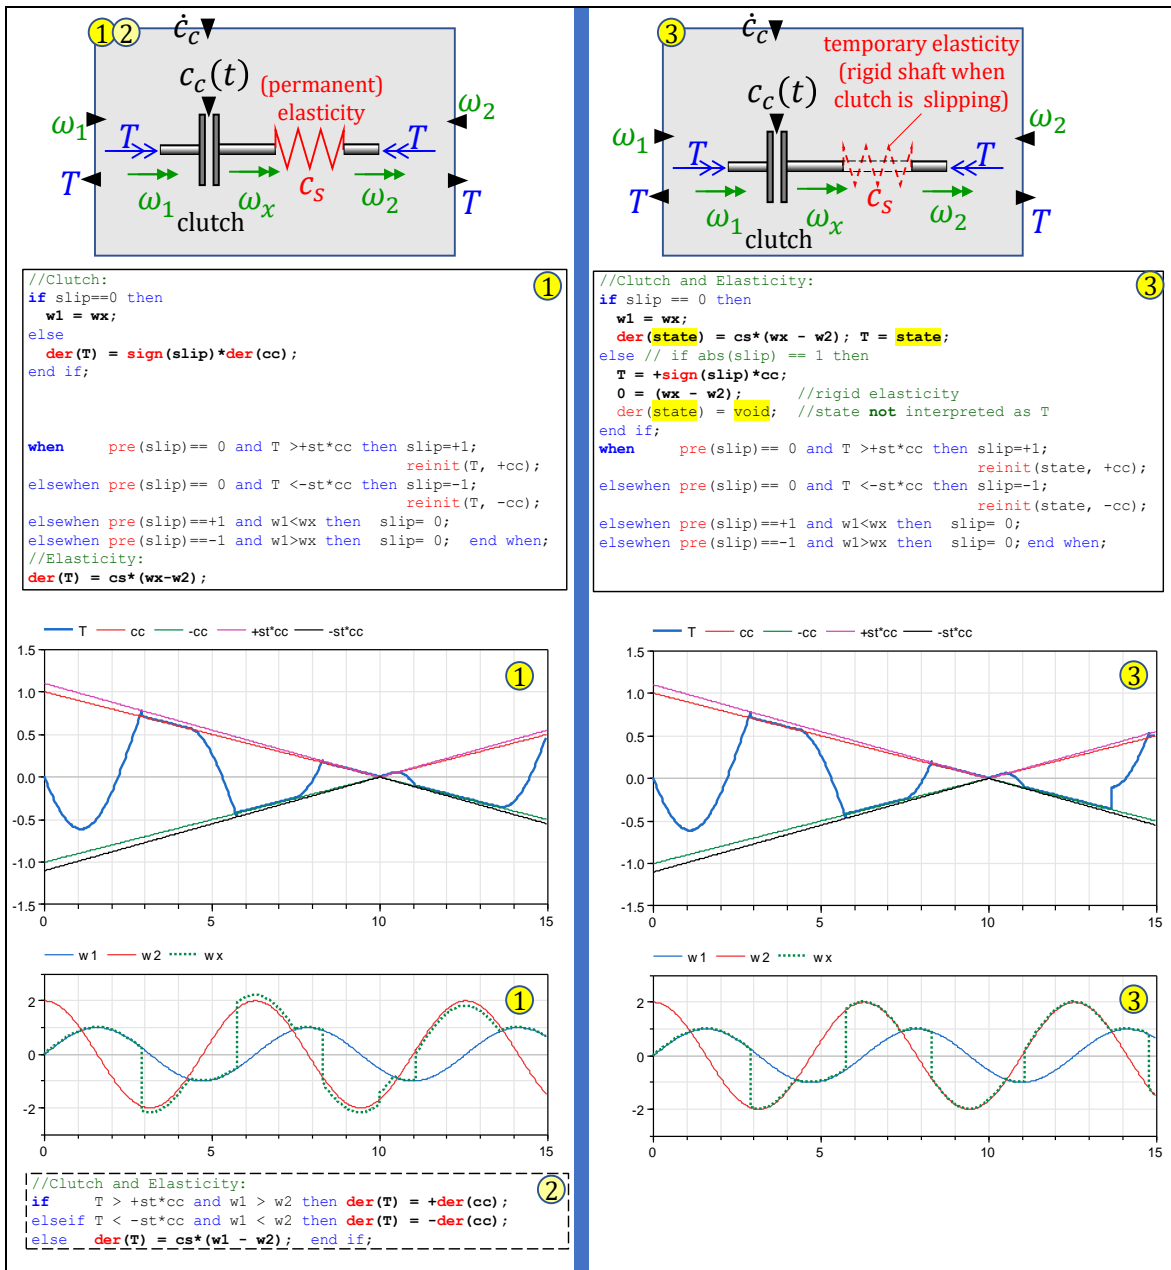 1 2
ċc
cc(t)
(permanent)
elasticity
ω1
ω2
T
T
T
T
ω1
ωx
cs
ω2
clutch
//Clutch:
if slip==0 then
w1 = wx;
else
der(T) = sign(slip)*der(cc);
end if;
when pre(slip)== 0 and T >+st*cc then slip=+1;
reinit(T, +cc);
elsewhen pre(slip)== 0 and T <-st*cc then slip=-1;
reinit(T, -cc);
elsewhen pre(slip)==+1 and w1<wx then slip= 0;
elsewhen pre(slip)==-1 and w1>wx then slip= 0; end when;
//Elasticity:
der(T) = cs*(wx-w2);
1
T cc -cc +st*cc -st*cc
1
1.5
1.0
0.5
0.0
-0.5
-1.0
-1.5
0 5 10 15
w1 w2 wx
1
2
0
-2
0 5 10 15
//Clutch and Elasticity:
if T > +st*cc and w1 > w2 then der(T) = +der(cc);
elseif T < -st*cc and w1 < w2 then der(T) = -der(cc);
else der(T) = cs*(w1 - w2); end if;
2
3
ċc
cc(t)
temporary elasticity
(rigid shaft when
clutch is slipping)
ω1
ω2
T
T
T
T
ω1
ωx
cs
ω2
clutch
//Clutch and Elasticity:
if slip == 0 then
w1 = wx;
der(state) = cs*(wx - w2); T = state;
else // if abs(slip) == 1 then
T = +sign(slip)*cc;
0 = (wx - w2); //rigid elasticity
der(state) = void; //state not interpreted as T
end if;
when pre(slip)== 0 and T >+st*cc then slip=+1;
reinit(state, +cc);
elsewhen pre(slip)== 0 and T <-st*cc then slip=-1;
reinit(state, -cc);
elsewhen pre(slip)==+1 and w1<wx then slip= 0;
elsewhen pre(slip)==-1 and w1>wx then slip= 0; end when;
3
T cc -cc +st*cc -st*cc
3
1.5
1.0
0.5
0.0
-0.5
-1.0
-1.5
0 5 10 15
w1 w2 wx
3
2
0
-2
0 5 10 15